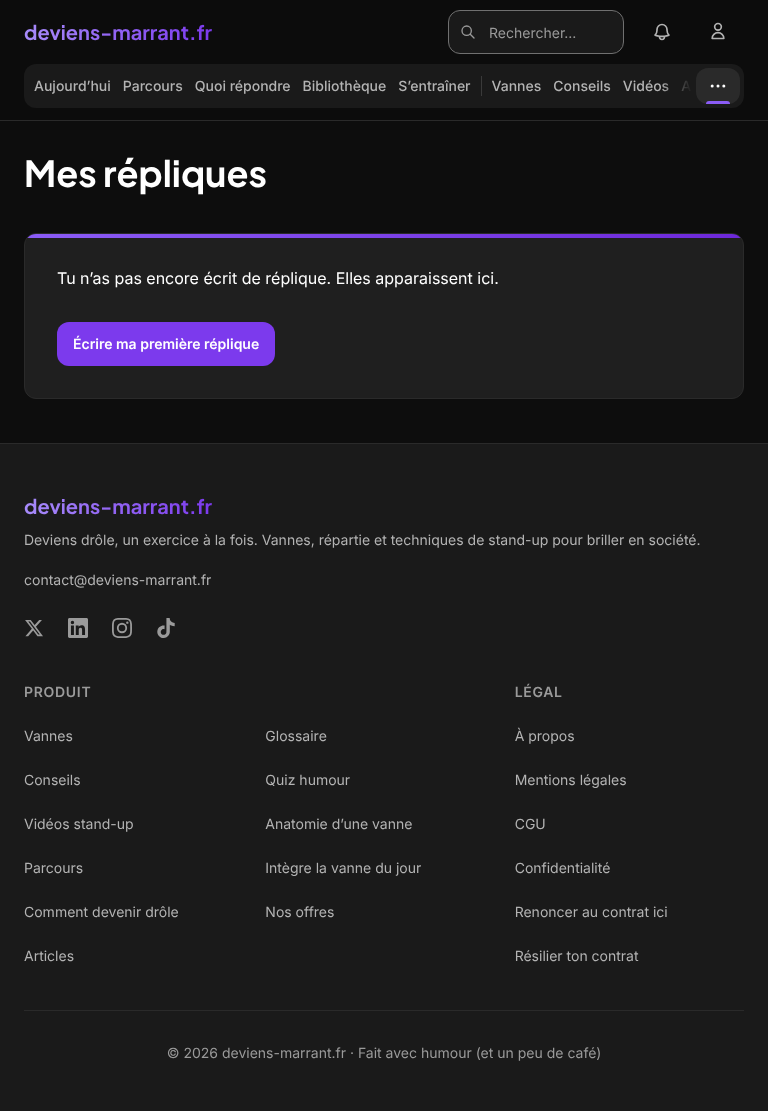 deviens-marrant.fr
Rechercher...
Aujourd’hui Parcours Quoi répondre Bibliothèque S’entraîner Vannes Conseils Vidéos
Mes répliques
Tu n’as pas encore écrit de réplique. Elles apparaissent ici.
Écrire ma première réplique
deviens-marrant.fr
Deviens drôle, un exercice à la fois. Vannes, répartie et techniques de stand-up pour briller en société.
contact@deviens-marrant.fr
PRODUIT
Vannes
Conseils
Vidéos stand-up
Parcours
Comment devenir drôle
Articles
Glossaire
Quiz humour
Anatomie d’une vanne
Intègre la vanne du jour
Nos offres
LÉGAL
À propos
Mentions légales
CGU
Confidentialité
Renoncer au contrat ici
Résilier ton contrat
© 2026 deviens-marrant.fr · Fait avec humour (et un peu de café)